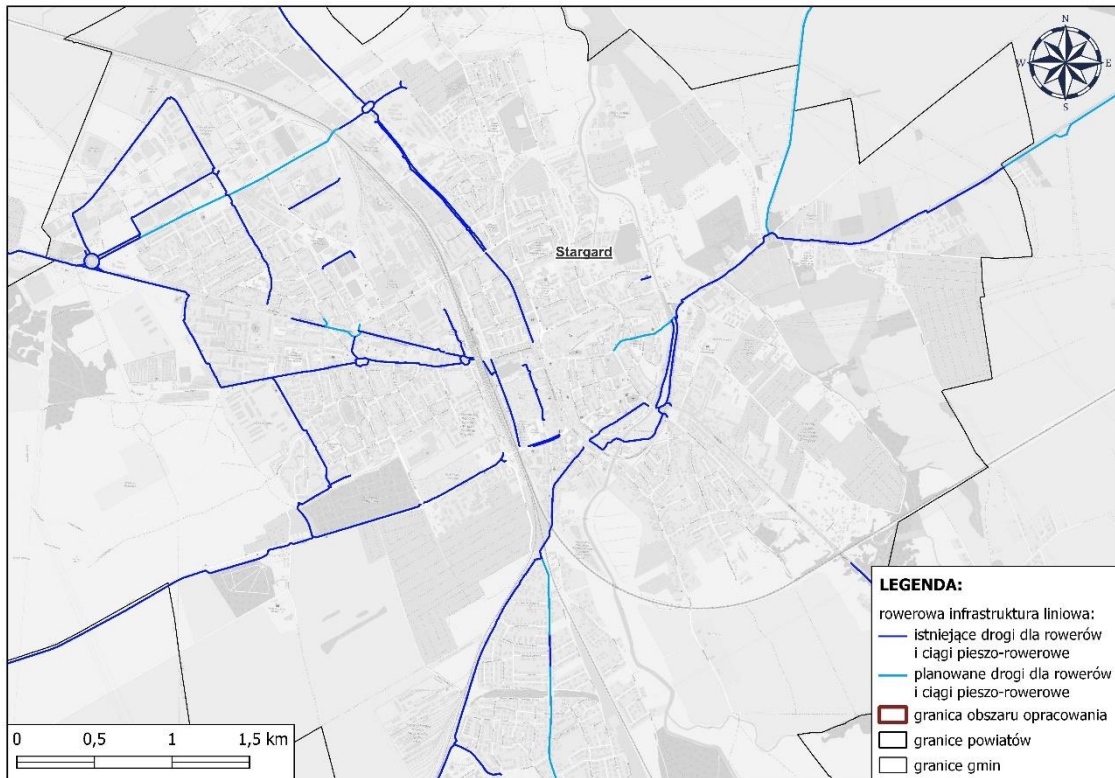 N
W
E
S
Stargard
LEGENDA:
rowerowa infrastruktura liniowa:
istniejące drogi dla rowerów
i ciągi pieszo-rowerowe
planowane drogi dla rowerów
i ciągi pieszo-rowerowe
granica obszaru opracowania
granice powiatów
granice gmin
0 0,5 1 1,5 km